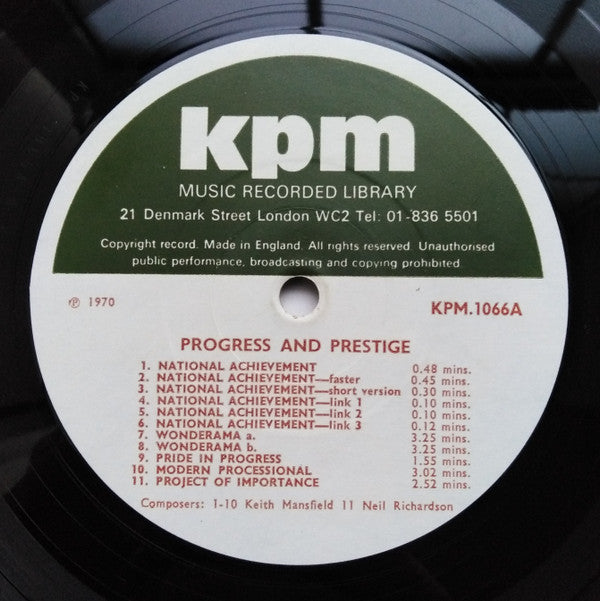 kpm
MUSIC RECORDED LIBRARY
21 Denmark Street London WC2 Tel: 01-836 5501
Copyright record. Made in England. All rights reserved. Unauthorised
public performance, broadcasting and copying prohibited
℗ 1970 KPM.1066A
PROGRESS AND PRESTIGE
1. NATIONAL ACHIEVEMENT 0.48 mins.
2. NATIONAL ACHIEVEMENT—faster 0.45 mins.
3. NATIONAL ACHIEVEMENT—short version 0.30 mins.
4. NATIONAL ACHIEVEMENT—link 1 0.10 mins.
5. NATIONAL ACHIEVEMENT—link 2 0.10 mins.
6. NATIONAL ACHIEVEMENT—link 3 0.12 mins.
7. WONDERAMA a. 3.25 mins.
8. WONDERAMA b. 3.25 mins.
9. PRIDE IN PROGRESS 1.55 mins.
10. MODERN PROCESSIONAL 3.02 mins.
11. PROJECT OF IMPORTANCE 2.52 mins.
Composers: 1-10 Keith Mansfield 11 Neil Richardson